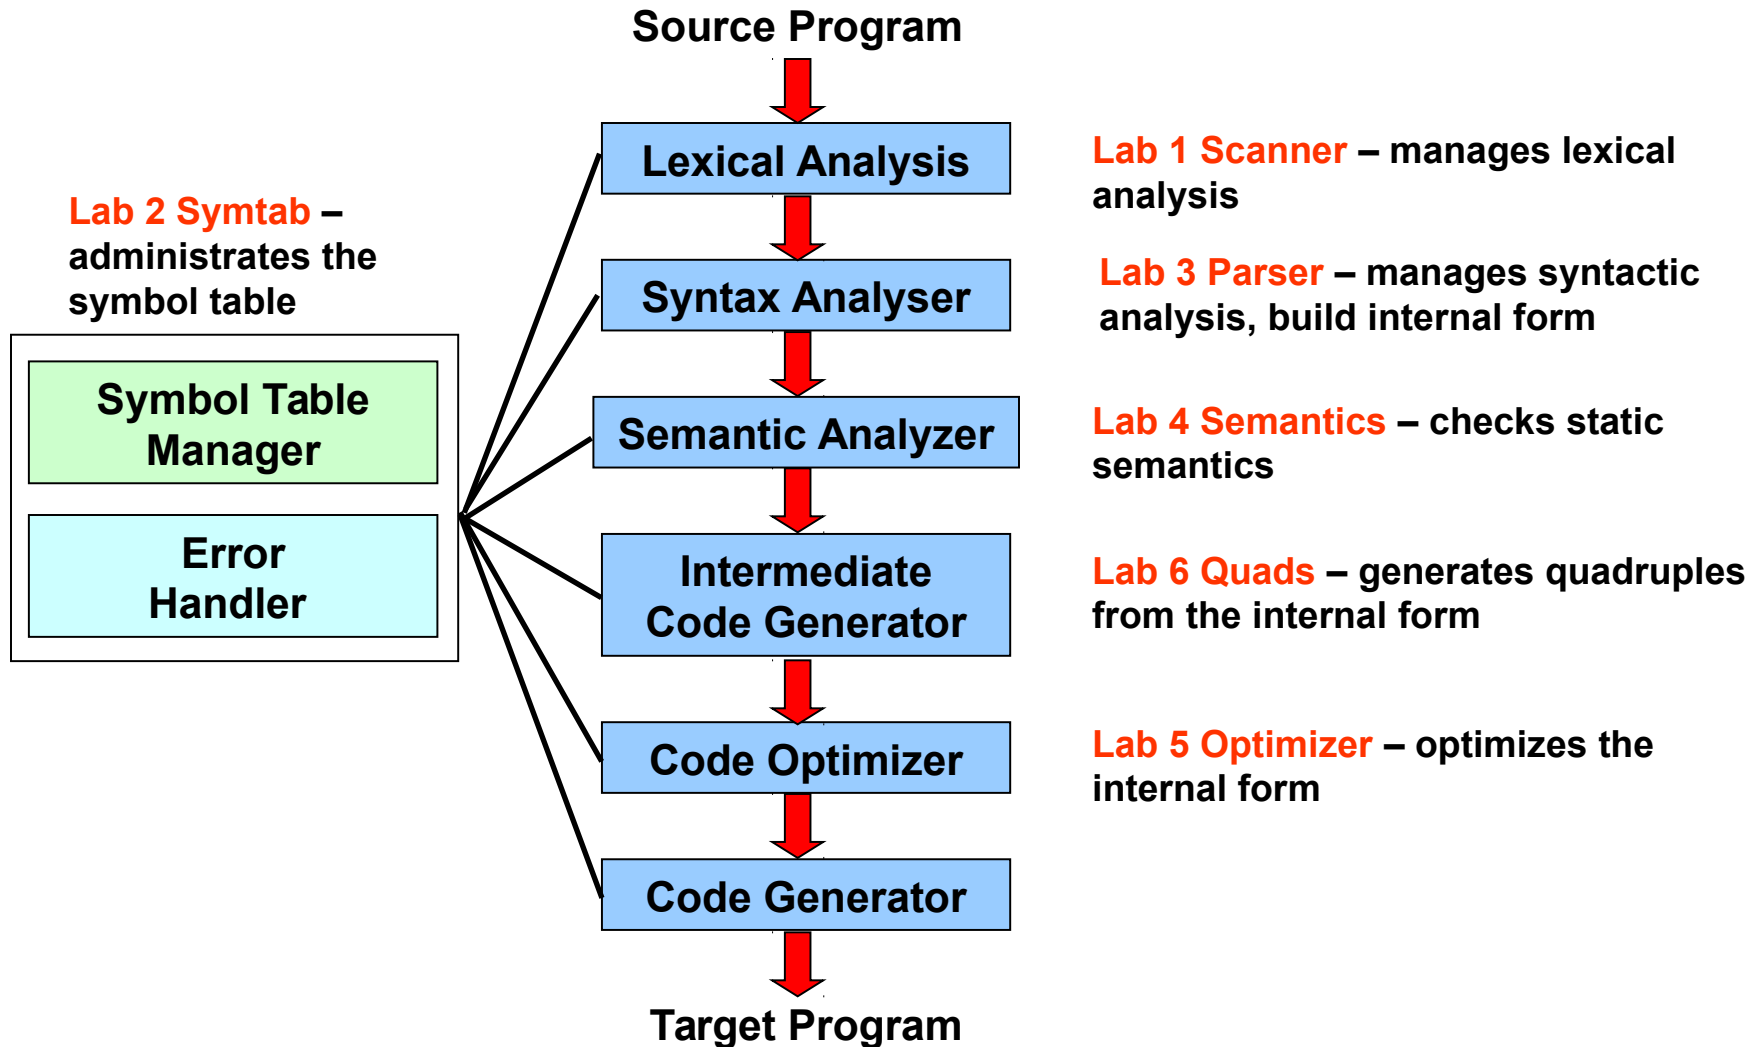 Source Program
Lexical Analysis
Lab 1 Scanner – manages lexical
analysis
Lab 2 Symtab –
administrates the
symbol table
Syntax Analyser
Lab 3 Parser – manages syntactic
analysis, build internal form
Symbol Table
Manager
Semantic Analyzer
Lab 4 Semantics – checks static
semantics
Error
Handler
Intermediate
Code Generator
Lab 6 Quads – generates quadruples
from the internal form
Code Optimizer
Lab 5 Optimizer – optimizes the
internal form
Code Generator
Target Program